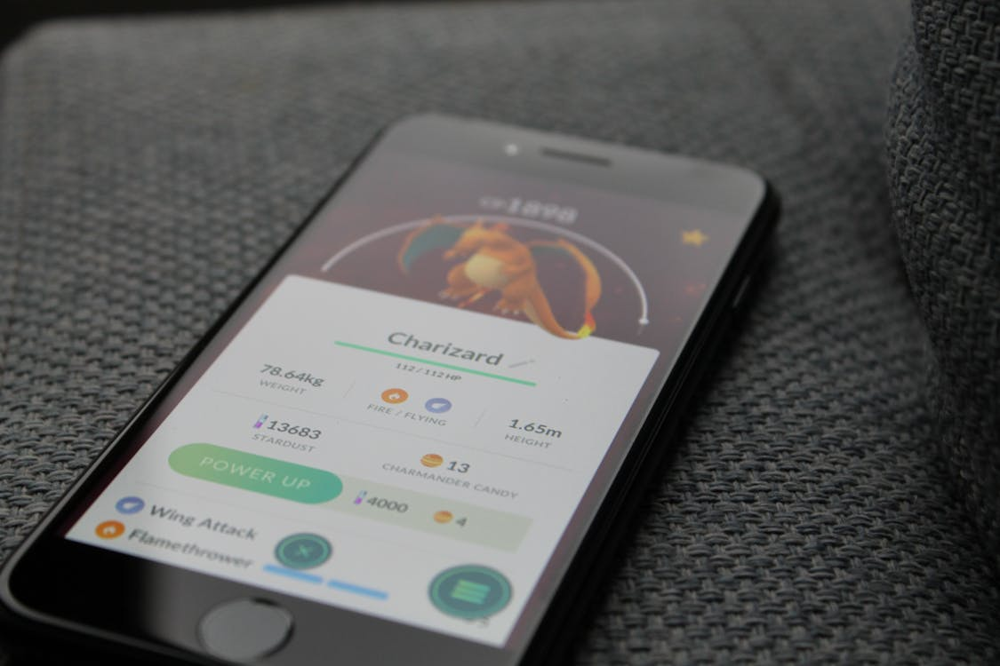 CP1898
Charizard
112 / 112 HP
78.64kg
WEIGHT
FIRE / FLYING
1.65m
HEIGHT
13683
STARDUST
13
CHARMANDER CANDY
POWER UP
4000
4
Wing Attack
Flamethrower